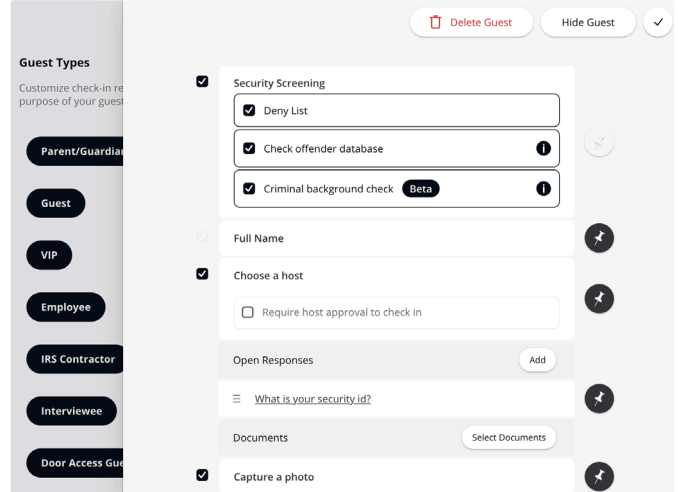 Delete Guest
Hide Guest
Guest Types
Customize check-in re
purpose of your guest
Parent/Guardian
Guest
VIP
Employee
IRS Contractor
Interviewee
Door Access Gue
Security Screening
Deny List
Check offender database
Criminal background check Beta
Full Name
Choose a host
Require host approval to check in
Open Responses
Add
What is your security id?
Documents
Select Documents
Capture a photo